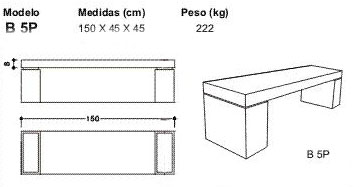 Modelo Medidas (cm) Peso (kg)
B 5P 150 X 45 X 45 222
8
150
B 5P